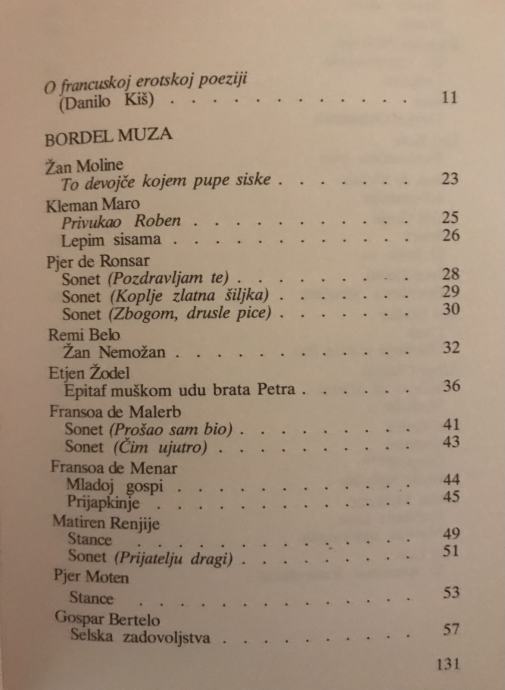 O francuskoj erotskoj poeziji
(Danilo Kiš) . . . . . . . . . . . . 11
BORDEL MUZA
Žan Moline
To devojče kojem pupe siske . . . . . . . 23
Kleman Maro
Privukao Roben . . . . . . . . . . . 25
Lepim sisama . . . . . . . . . . . . 26
Pjer de Ronsar
Sonet (Pozdravljam te) . . . . . . . . . 28
Sonet (Koplje zlatna šiljka) . . . . . . . 29
Sonet (Zbogom, drusle pice) . . . . . . . 30
Remi Belo
Žan Nemožan . . . . . . . . . . . . 32
Etjen Žodel
Epitaf muškom udu brata Petra . . . . . . 36
Fransoa de Malerb
Sonet (Prošao sam bio) . . . . . . . . . 41
Sonet (Čim ujutro) . . . . . . . . . . 43
Fransoa de Menar
Mladoj gospi . . . . . . . . . . . . 44
Prijapkinje . . . . . . . . . . . . . 45
Matiren Renjije
Stance . . . . . . . . . . . . . . 49
Sonet (Prijatelju dragi) . . . . . . . . . 51
Pjer Moten
Stance . . . . . . . . . . . . . . 53
Gospar Bertelo
Selska zadovoljstva . . . . . . . . . . 57
131